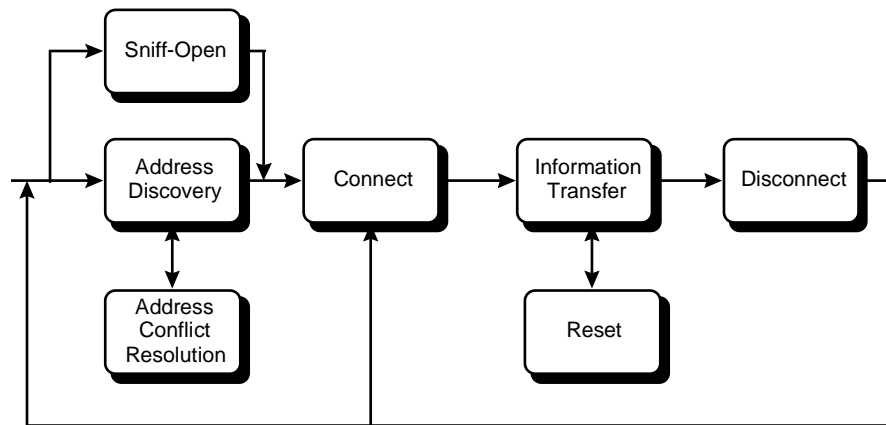 Sniff-Open
Address
Discovery
Connect
Information
Transfer
Disconnect
Address
Conflict
Resolution
Reset